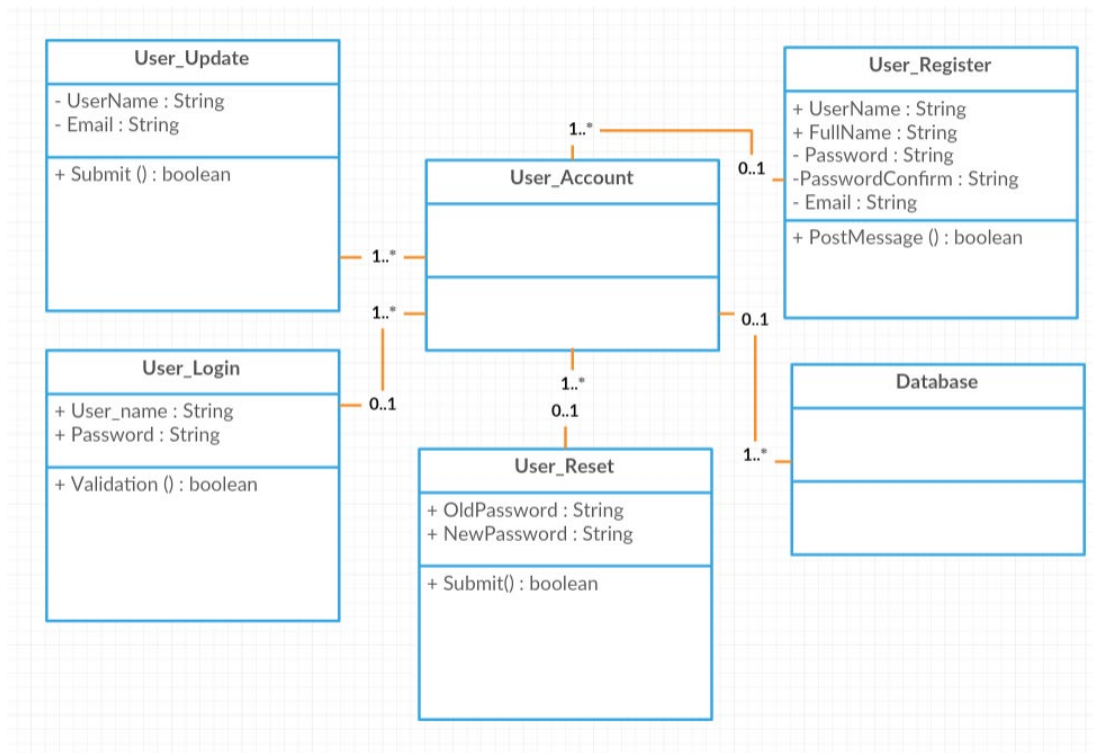 User_Update
- UserName : String
- Email : String
+ Submit () : boolean
User_Register
+ UserName : String
+ FullName : String
- Password : String
-PasswordConfirm : String
- Email : String
+ PostMessage () : boolean
1..*
0..1
User_Account
1..*
1..*
0..1
0..1
1..*
1..*
0..1
User_Login
+ User_name : String
+ Password : String
+ Validation () : boolean
User_Reset
+ OldPassword : String
+ NewPassword : String
+ Submit() : boolean
Database